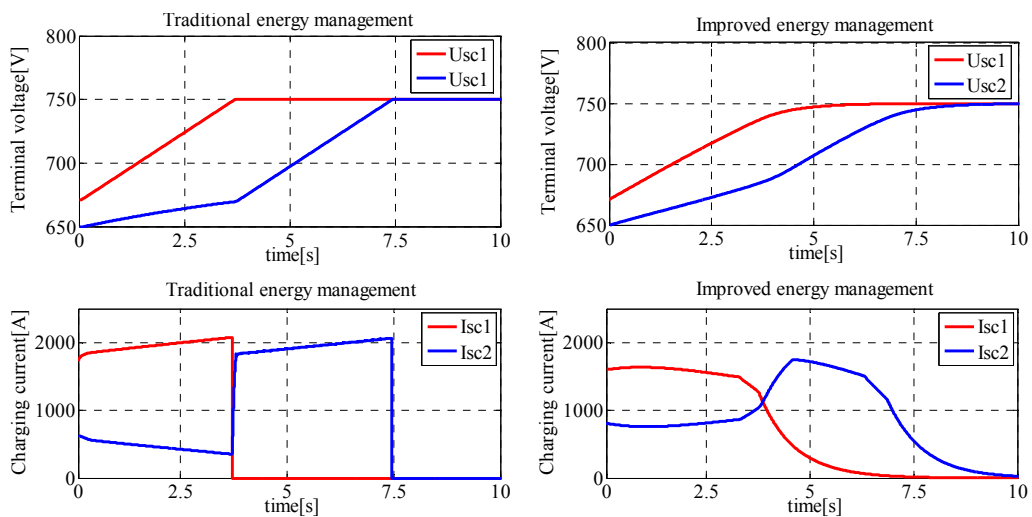 Traditional energy management
Terminal voltage[V]
800
750
700
650
Usc1
Usc1
0
2.5
5
7.5
10
time[s]
Improved energy management
Terminal voltage[V]
800
750
700
650
Usc1
Usc2
0
2.5
5
7.5
10
time[s]
Traditional energy management
Charging current[A]
2000
1000
0
Isc1
Isc2
0
2.5
5
7.5
10
time[s]
Improved energy management
Charging current[A]
2000
1000
0
Isc1
Isc2
0
2.5
5
7.5
10
time[s]